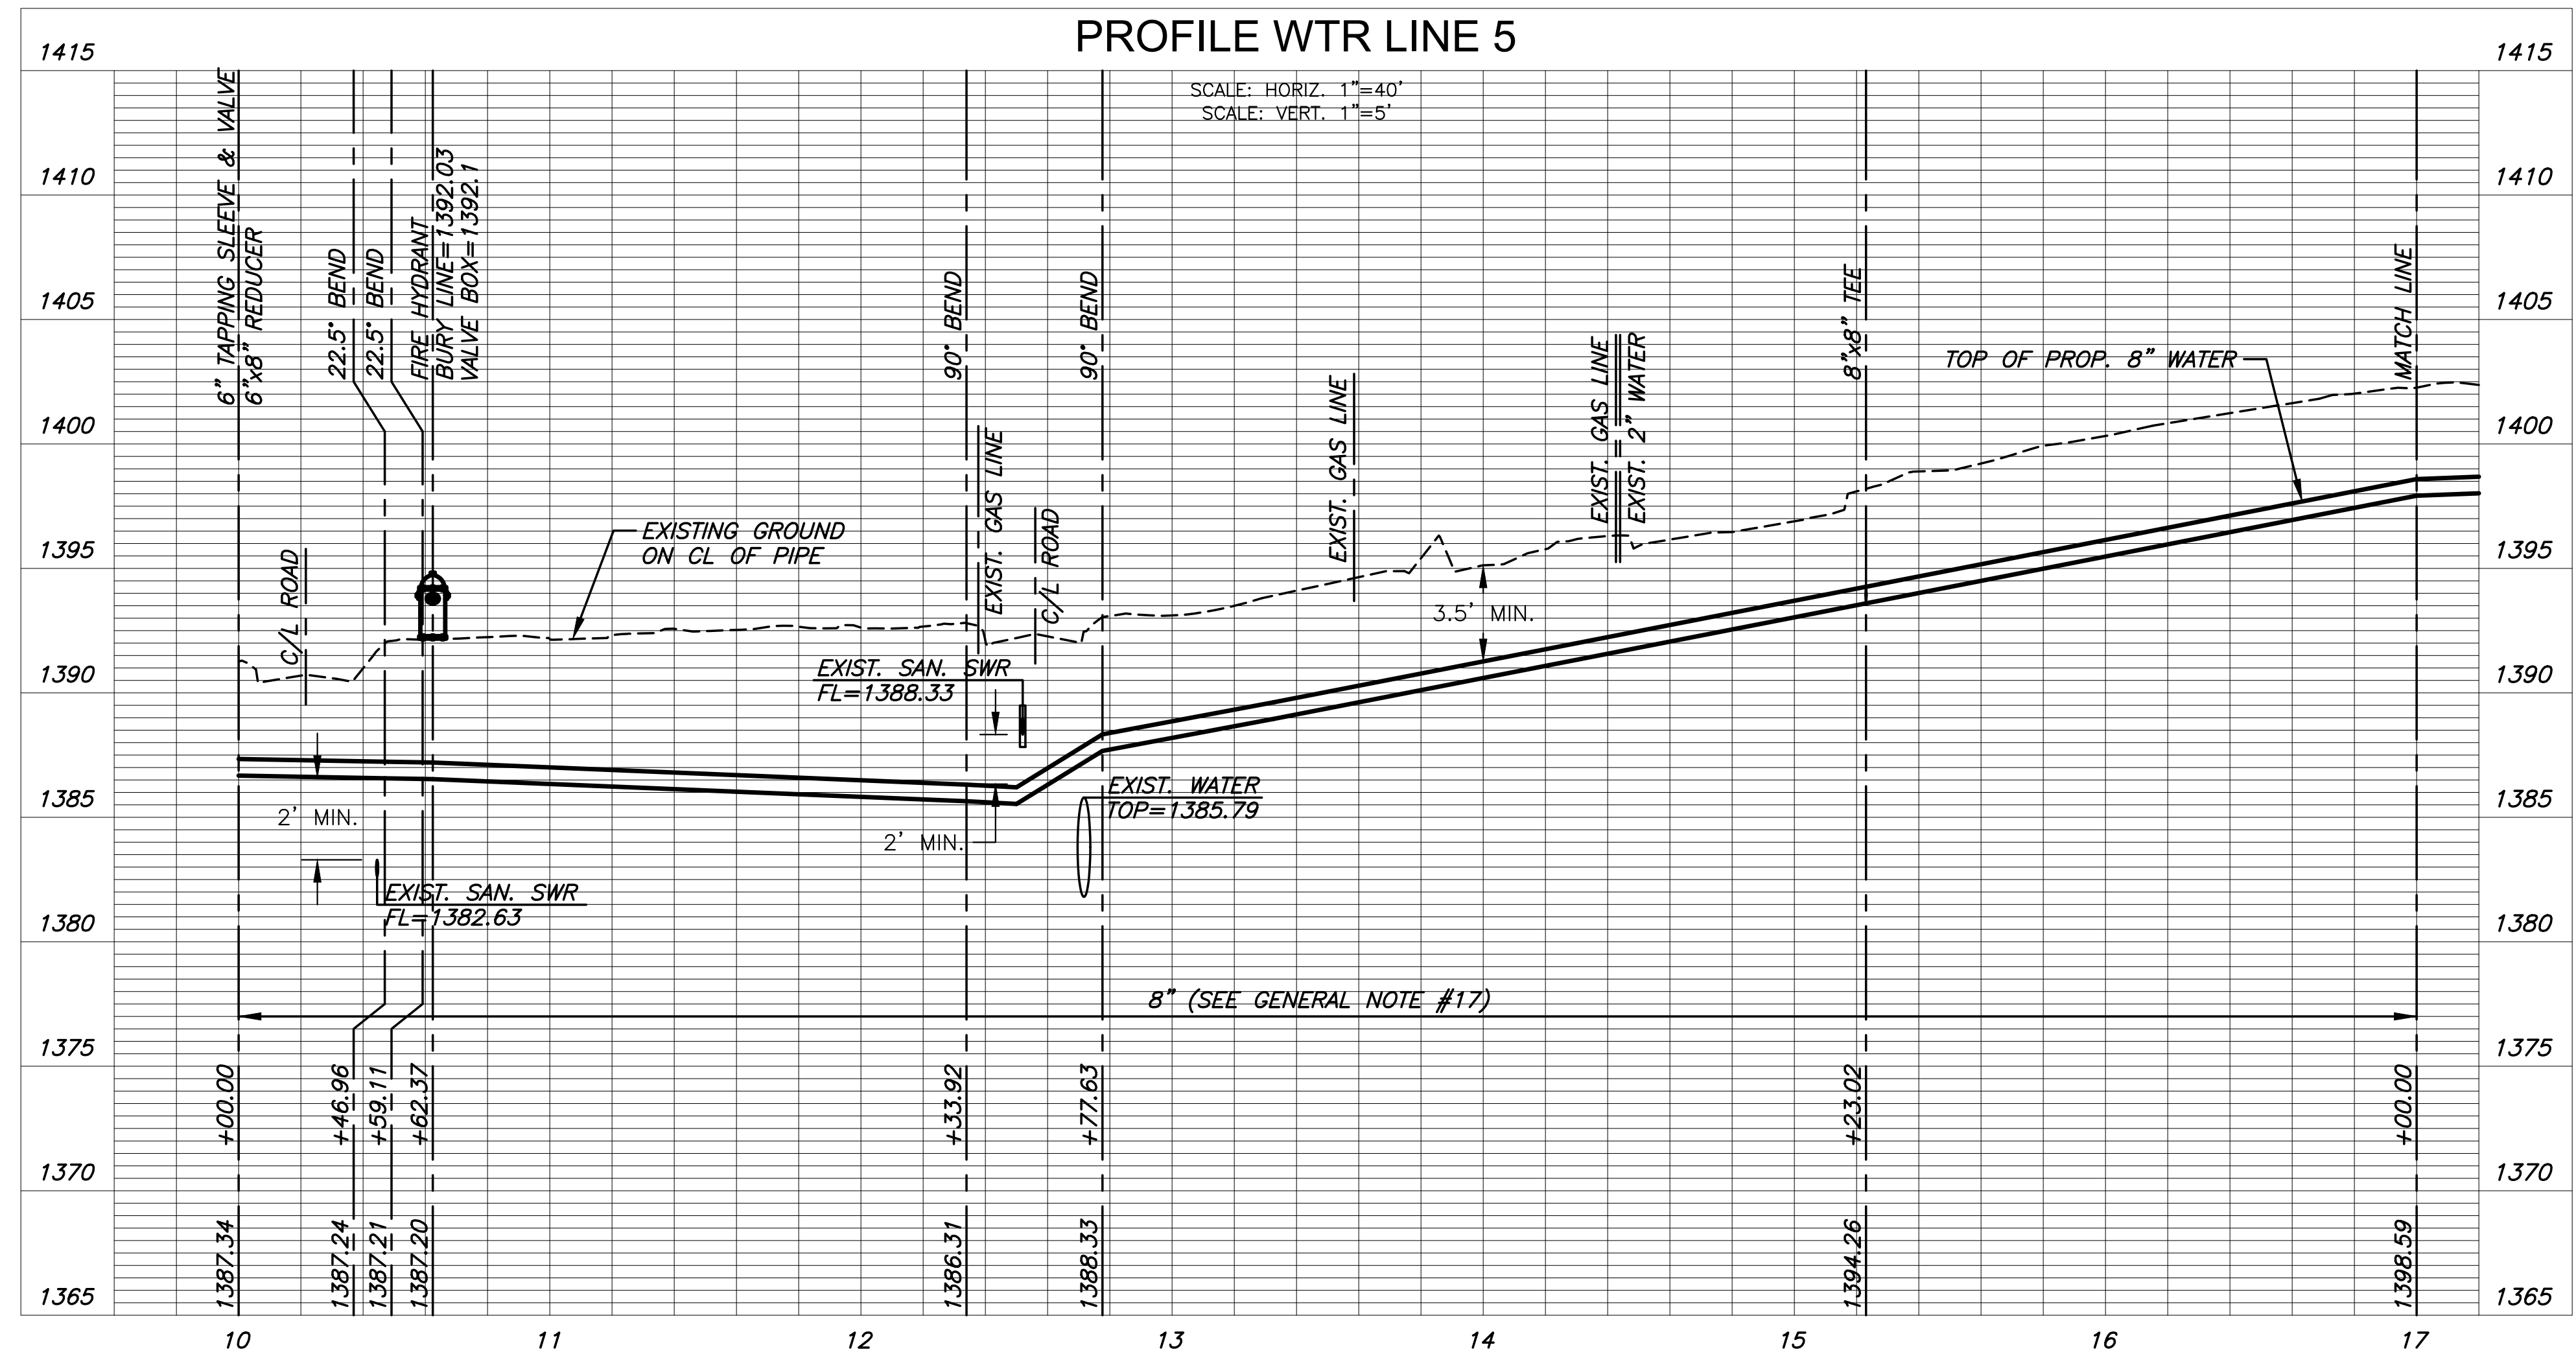 PROFILE WTR LINE 5
SCALE: HORIZ. 1"=40'
SCALE: VERT. 1"=5'
1415
1415
1410
1410
1405
1405
1400
1400
1395
1395
1390
1390
1385
1385
1380
1380
1375
1375
1370
1370
1365
1365
6" TAPPING SLEEVE & VALVE
6"x8" REDUCER
22.5° BEND
22.5° BEND
FIRE HYDRANT
BURY LINE=1392.03
VALVE BOX=1392.1
90° BEND
90° BEND
8"x8" TEE
MATCH LINE
C/L ROAD
EXISTING GROUND
ON CL OF PIPE
EXIST. GAS LINE
C/L ROAD
EXIST. GAS LINE
EXIST. GAS LINE
EXIST. 2" WATER
TOP OF PROP. 8" WATER
3.5' MIN.
EXIST. SAN. SWR
FL=1388.33
EXIST. WATER
TOP=1385.79
2' MIN.
2' MIN.
EXIST. SAN. SWR
FL=1382.63
8" (SEE GENERAL NOTE #17)
+00.00
+46.96
+59.11
+62.37
+33.92
+77.63
+23.02
+00.00
1387.34
1387.24
1387.21
1387.20
1386.31
1388.33
1394.26
1398.59
10
11
12
13
14
15
16
17